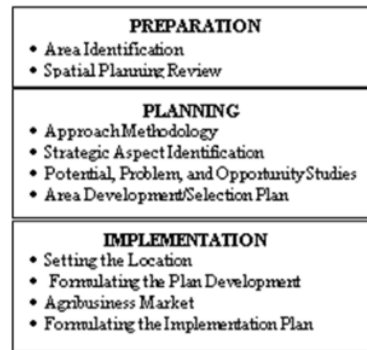 PREPARATION
• Area Identification
• Spatial Planning Review
PLANNING
• Approach Methodology
• Strategic Aspect Identification
• Potential, Problem, and Opportunity Studies
• Area Development/Selection Plan
IMPLEMENTATION
• Setting the Location
• Formulating the Plan Development
• Agribusiness Market
• Formulating the Implementation Plan